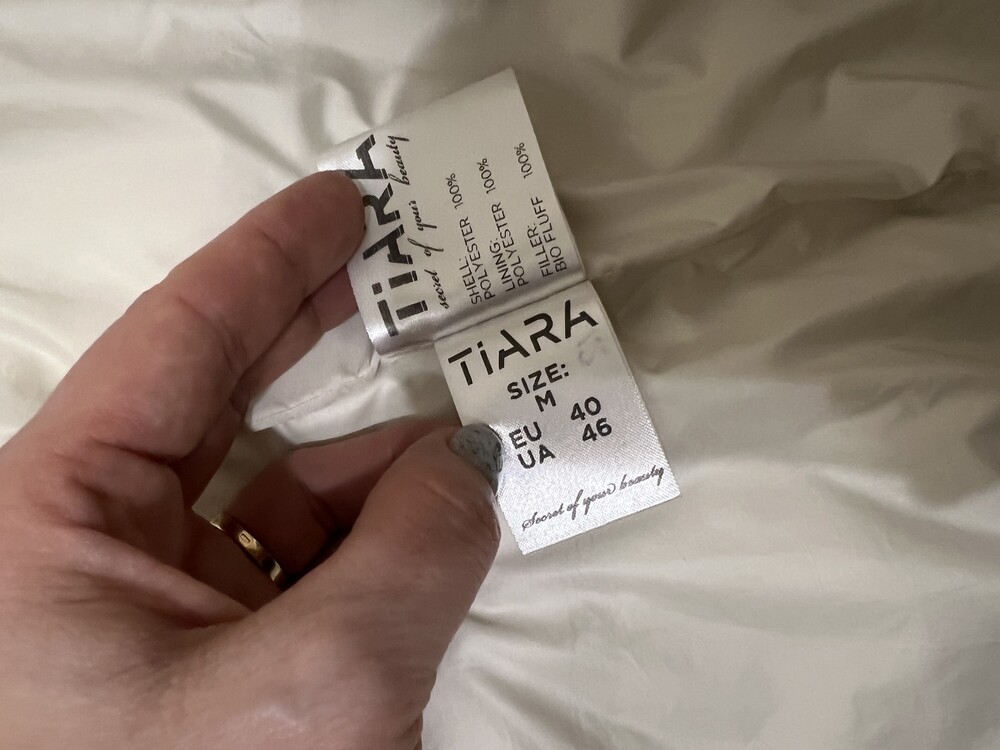 TiARA
secret of your beauty
SHELL:
POLYESTER 100%
LINING:
POLYESTER 100%
FILLER:
BIO FLUFF 100%
TiARA
SIZE:
M
EU 40
UA 46
Secret of your beauty